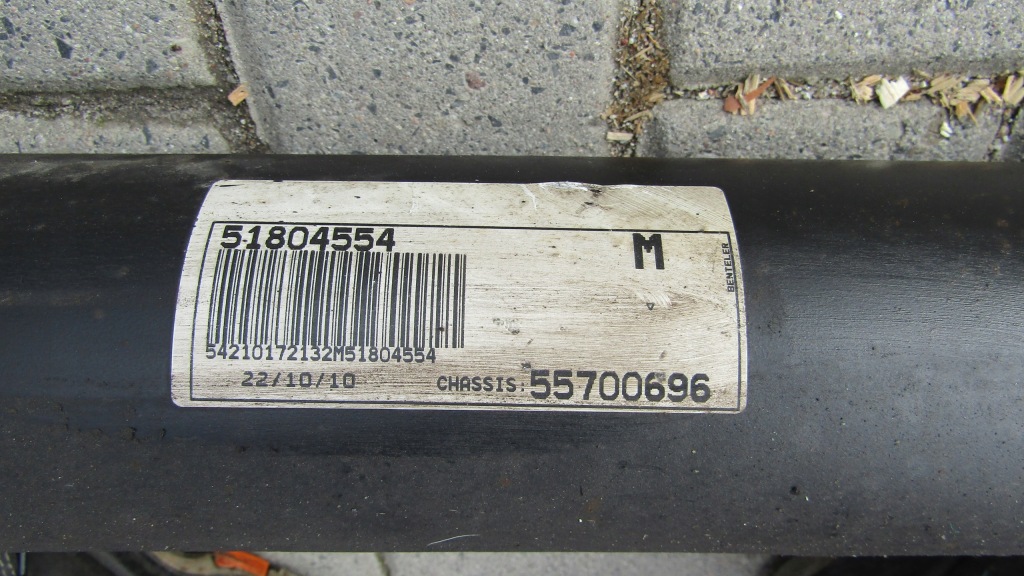 51804554
M
BENTELER
54210172132M51804554
22/10/10
CHASSIS: 55700696